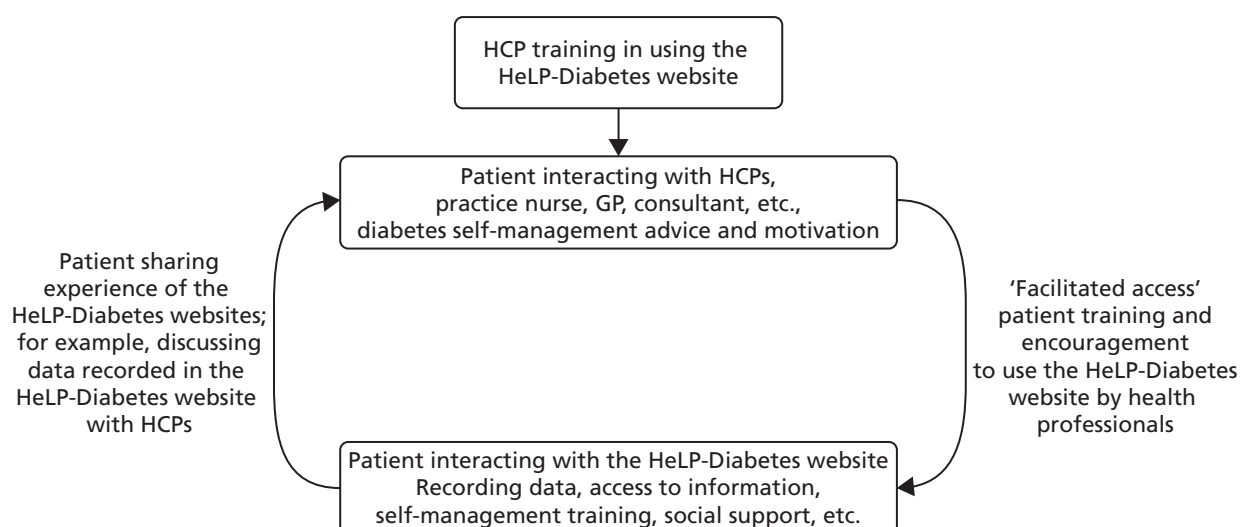 HCP training in using the
HeLP-Diabetes website
Patient interacting with HCPs,
practice nurse, GP, consultant, etc.,
diabetes self-management advice and motivation
Patient sharing
experience of the
HeLP-Diabetes websites;
for example, discussing
data recorded in the
HeLP-Diabetes website
with HCPs
‘Facilitated access’
patient training and
encouragement
to use the HeLP-Diabetes
website by health
professionals
Patient interacting with the HeLP-Diabetes website
Recording data, access to information,
self-management training, social support, etc.